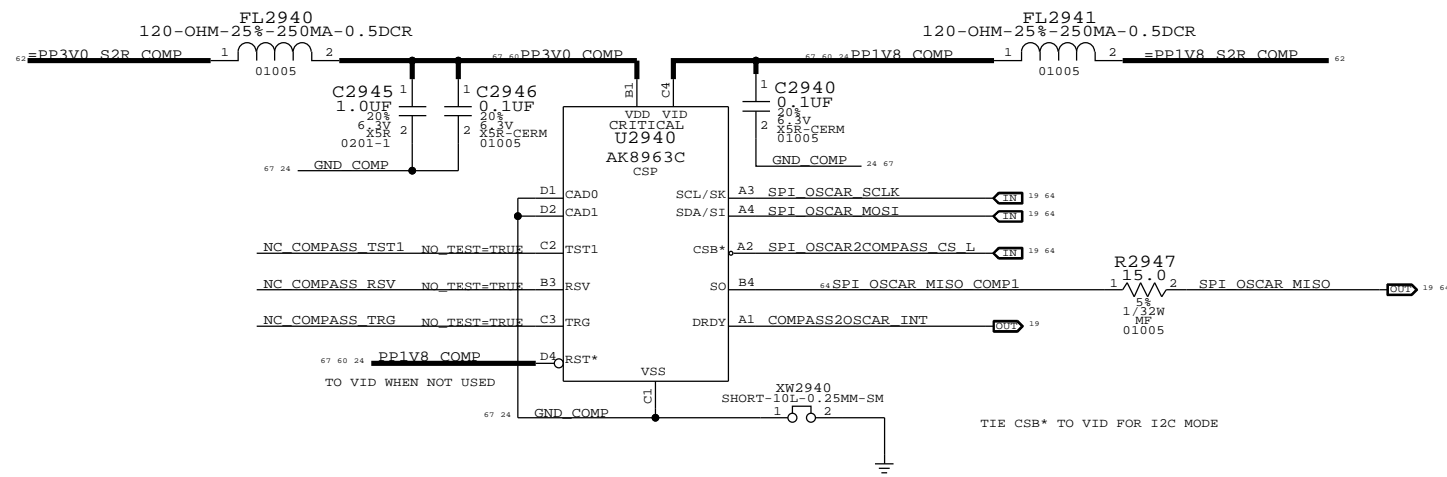 FL2940
120-OHM-25%-250MA-0.5DCR
FL2941
120-OHM-25%-250MA-0.5DCR
62 =PP3V0_S2R_COMP 1 2 67 60 PP3V0_COMP
67 60 24 PP1V8_COMP 1 2 =PP1V8_S2R_COMP 62
01005
01005
C2945 1
1.0UF
20%
6.3V
X5R 2
0201-1
1 C2946
0.1UF
20%
6.3V
2 X5R-CERM
01005
B1
C4
1 C2940
0.1UF
20%
6.3V
2 X5R-CERM
01005
67 24 GND_COMP
GND_COMP 24 67
VDD VID
CRITICAL
U2940
AK8963C
CSP
D1 CAD0
D2 CAD1
NC_COMPASS_TST1 NO_TEST=TRUE C2 TST1
NC_COMPASS_RSV NO_TEST=TRUE B3 RSV
NC_COMPASS_TRG NO_TEST=TRUE C3 TRG
67 60 24 PP1V8_COMP D4 RST*
TO VID WHEN NOT USED
SCL/SK A3 SPI_OSCAR_SCLK IN 19 64
SDA/SI A4 SPI_OSCAR_MOSI IN 19 64
CSB* A2 SPI_OSCAR2COMPASS_CS_L IN 19 64
SO B4 64 SPI_OSCAR_MISO_COMP1
DRDY A1 COMPASS2OSCAR_INT OUT 19
R2947
15.0
1 2 SPI_OSCAR_MISO OUT 19 64
5%
1/32W
MF
01005
VSS
C1
67 24 GND_COMP
XW2940
SHORT-10L-0.25MM-SM
1 2
TIE CSB* TO VID FOR I2C MODE